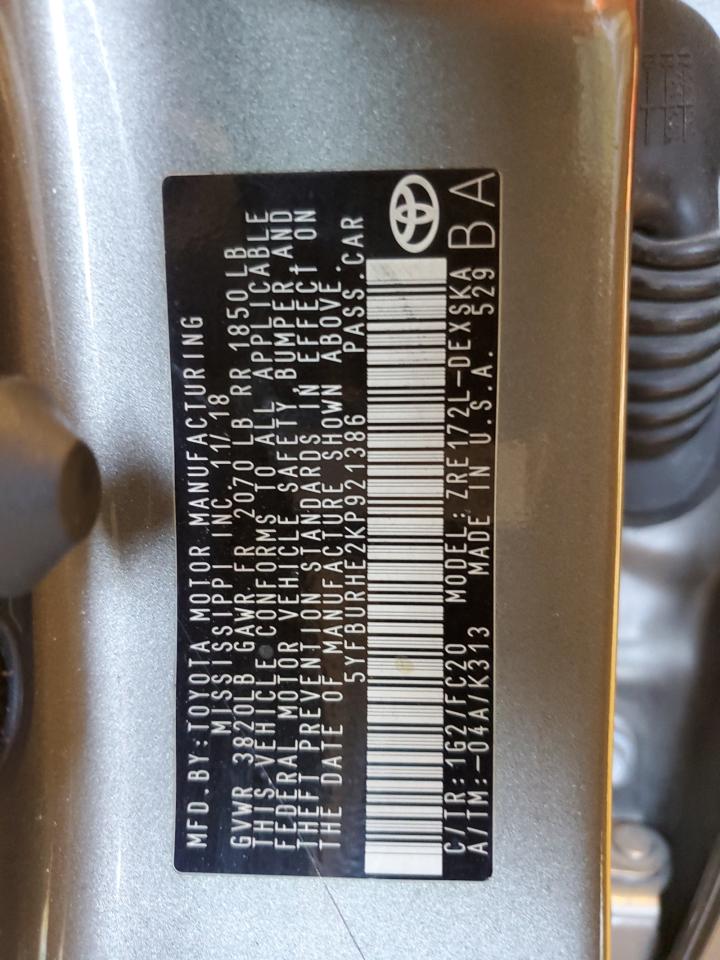 MFD.BY:TOYOTA MOTOR MANUFACTURING
MISSISSIPPI INC. 11/18
GVWR 3820LB GAWR FR 2070 LB RR 1850 LB
THIS VEHICLE CONFORMS TO ALL APPLICABLE
FEDERAL MOTOR VEHICLE SAFETY, BUMPER, AND
THEFT PREVENTION STANDARDS IN EFFECT ON
THE DATE OF MANUFACTURE SHOWN ABOVE.
5YFBURHE2KP921386 PASS.CAR
C/TR:1G2/FC20 MODEL:ZRE172L-DEXSKA
A/TM:-04A/K313 MADE IN U.S.A. 529
BA